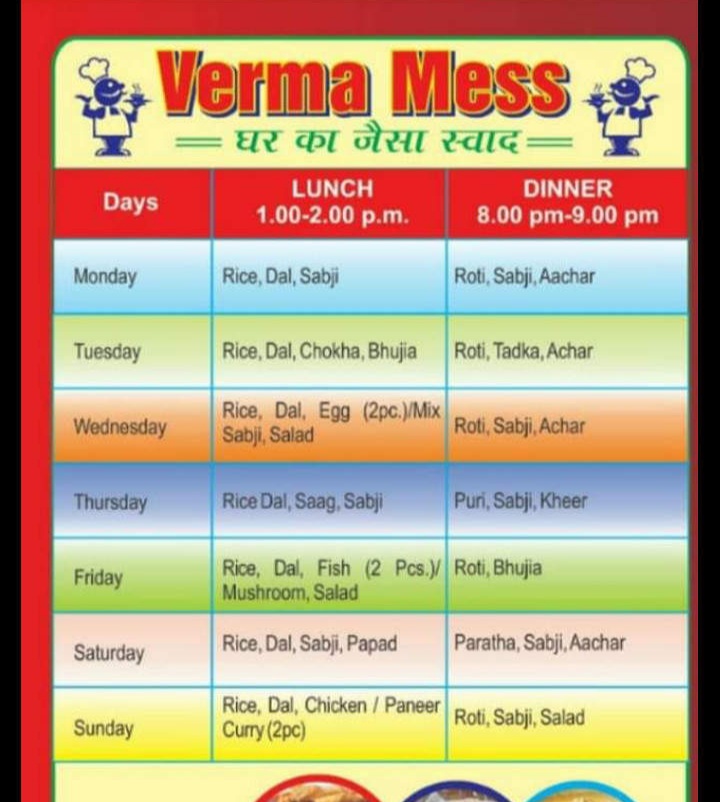 Verma Mess
घर का जैसा स्वाद
Days
LUNCH
1.00-2.00 p.m.
DINNER
8.00 pm-9.00 pm
Monday
Rice, Dal, Sabji
Roti, Sabji, Aachar
Tuesday
Rice, Dal, Chokha, Bhujia
Roti, Tadka, Achar
Wednesday
Rice, Dal, Egg (2pc.)/Mix
Sabji, Salad
Roti, Sabji, Achar
Thursday
Rice Dal, Saag, Sabji
Puri, Sabji, Kheer
Friday
Rice, Dal, Fish (2 Pcs.)/
Mushroom, Salad
Roti, Bhujia
Saturday
Rice, Dal, Sabji, Papad
Paratha, Sabji, Aachar
Sunday
Rice, Dal, Chicken / Paneer
Curry (2pc)
Roti, Sabji, Salad